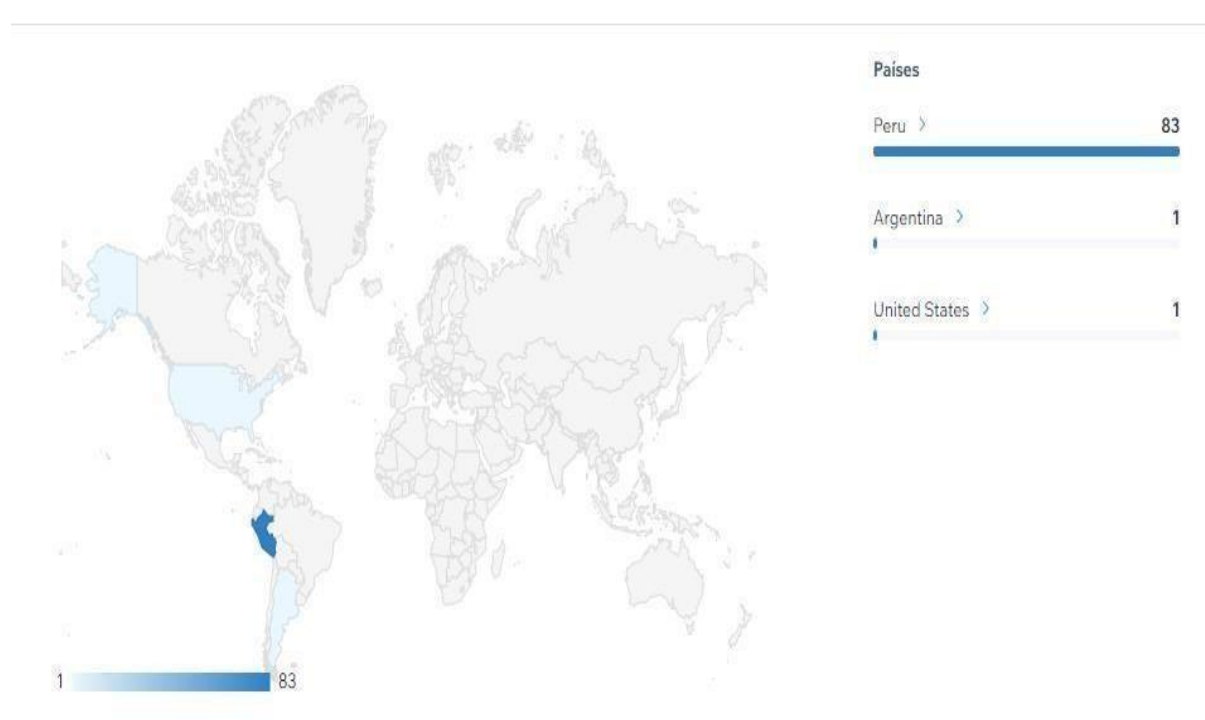 Países
Peru > 83
Argentina > 1
United States > 1
1 83